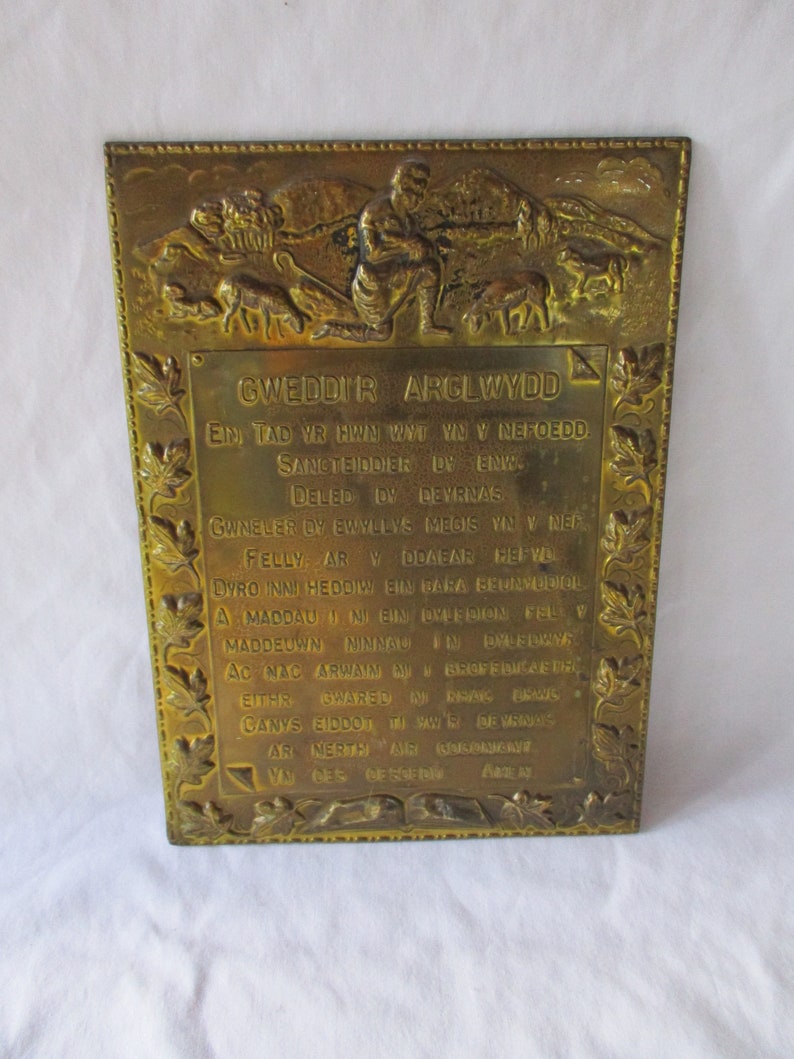 GWEDDI'R ARGLWYDD
EIN TAD YR HWN WYT YN Y NEFOEDD.
SANCTEIDDIER DY ENW.
DELED DY DEYRNAS
GWNELER DY EWYLLYS MEGIS YN Y NEF.
FELLY AR Y DDAEAR HEFYD.
DYRO INNI HEDDIW EIN BARA BEUNYDDIOL
A MADDAU I NI EIN DYLEDION FEL Y
MADDEUWN NINNAU I'N DYLEDWYR
AC NAC ARWAIN NI I BROFEDIGAETH
EITHR GWARED NI RHAG DRWG
CANYS EIDDOT TI YW'R DEYRNAS
AR NERTH A'R GOGONIANT.
YN OES OESOEDD. AMEN.